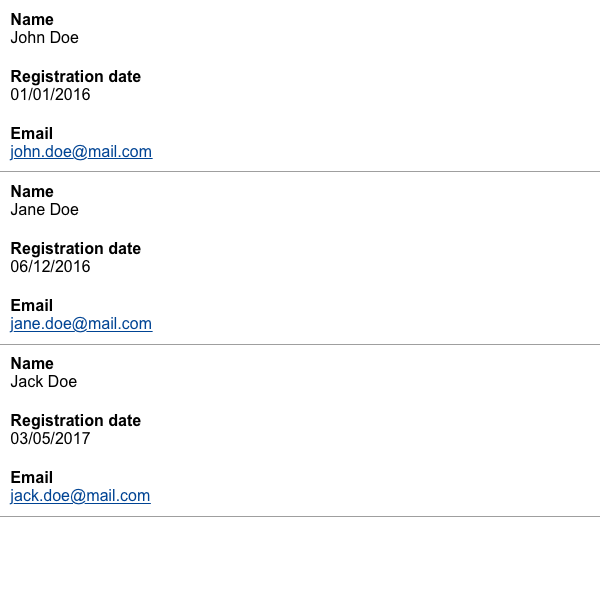 Name
John Doe
Registration date
01/01/2016
Email
john.doe@mail.com
Name
Jane Doe
Registration date
06/12/2016
Email
jane.doe@mail.com
Name
Jack Doe
Registration date
03/05/2017
Email
jack.doe@mail.com